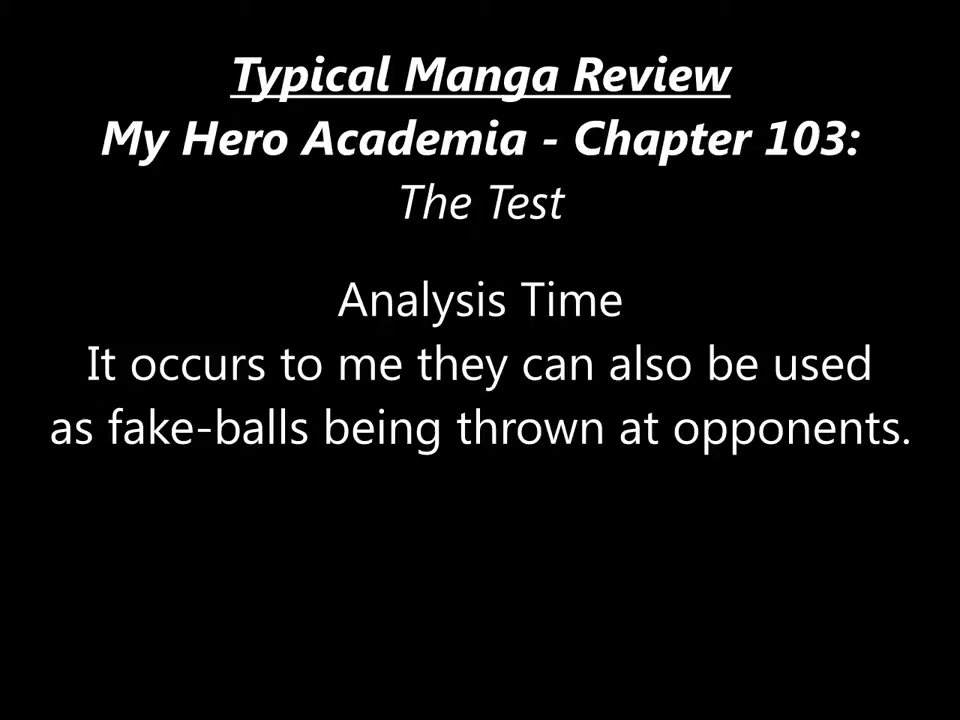 Typical Manga Review
My Hero Academia - Chapter 103:
The Test
Analysis Time
It occurs to me they can also be used
as fake-balls being thrown at opponents.